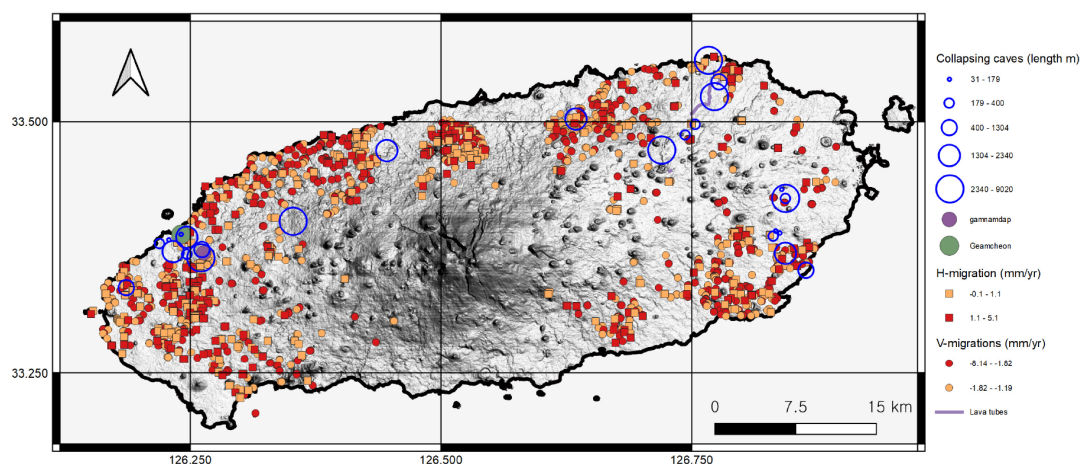 Collapsing caves (length m)
31 - 179
179 - 400
400 - 1304
1304 - 2340
2340 - 9020
gamnamdap
Geamcheon
H-migration (mm/yr)
-0.1 - 1.1
1.1 - 5.1
V-migrations (mm/yr)
-6.14 - -1.82
-1.82 - -1.19
Lava tubes
33.500
33.250
0 7.5 15 km
126.250 126.500 126.750